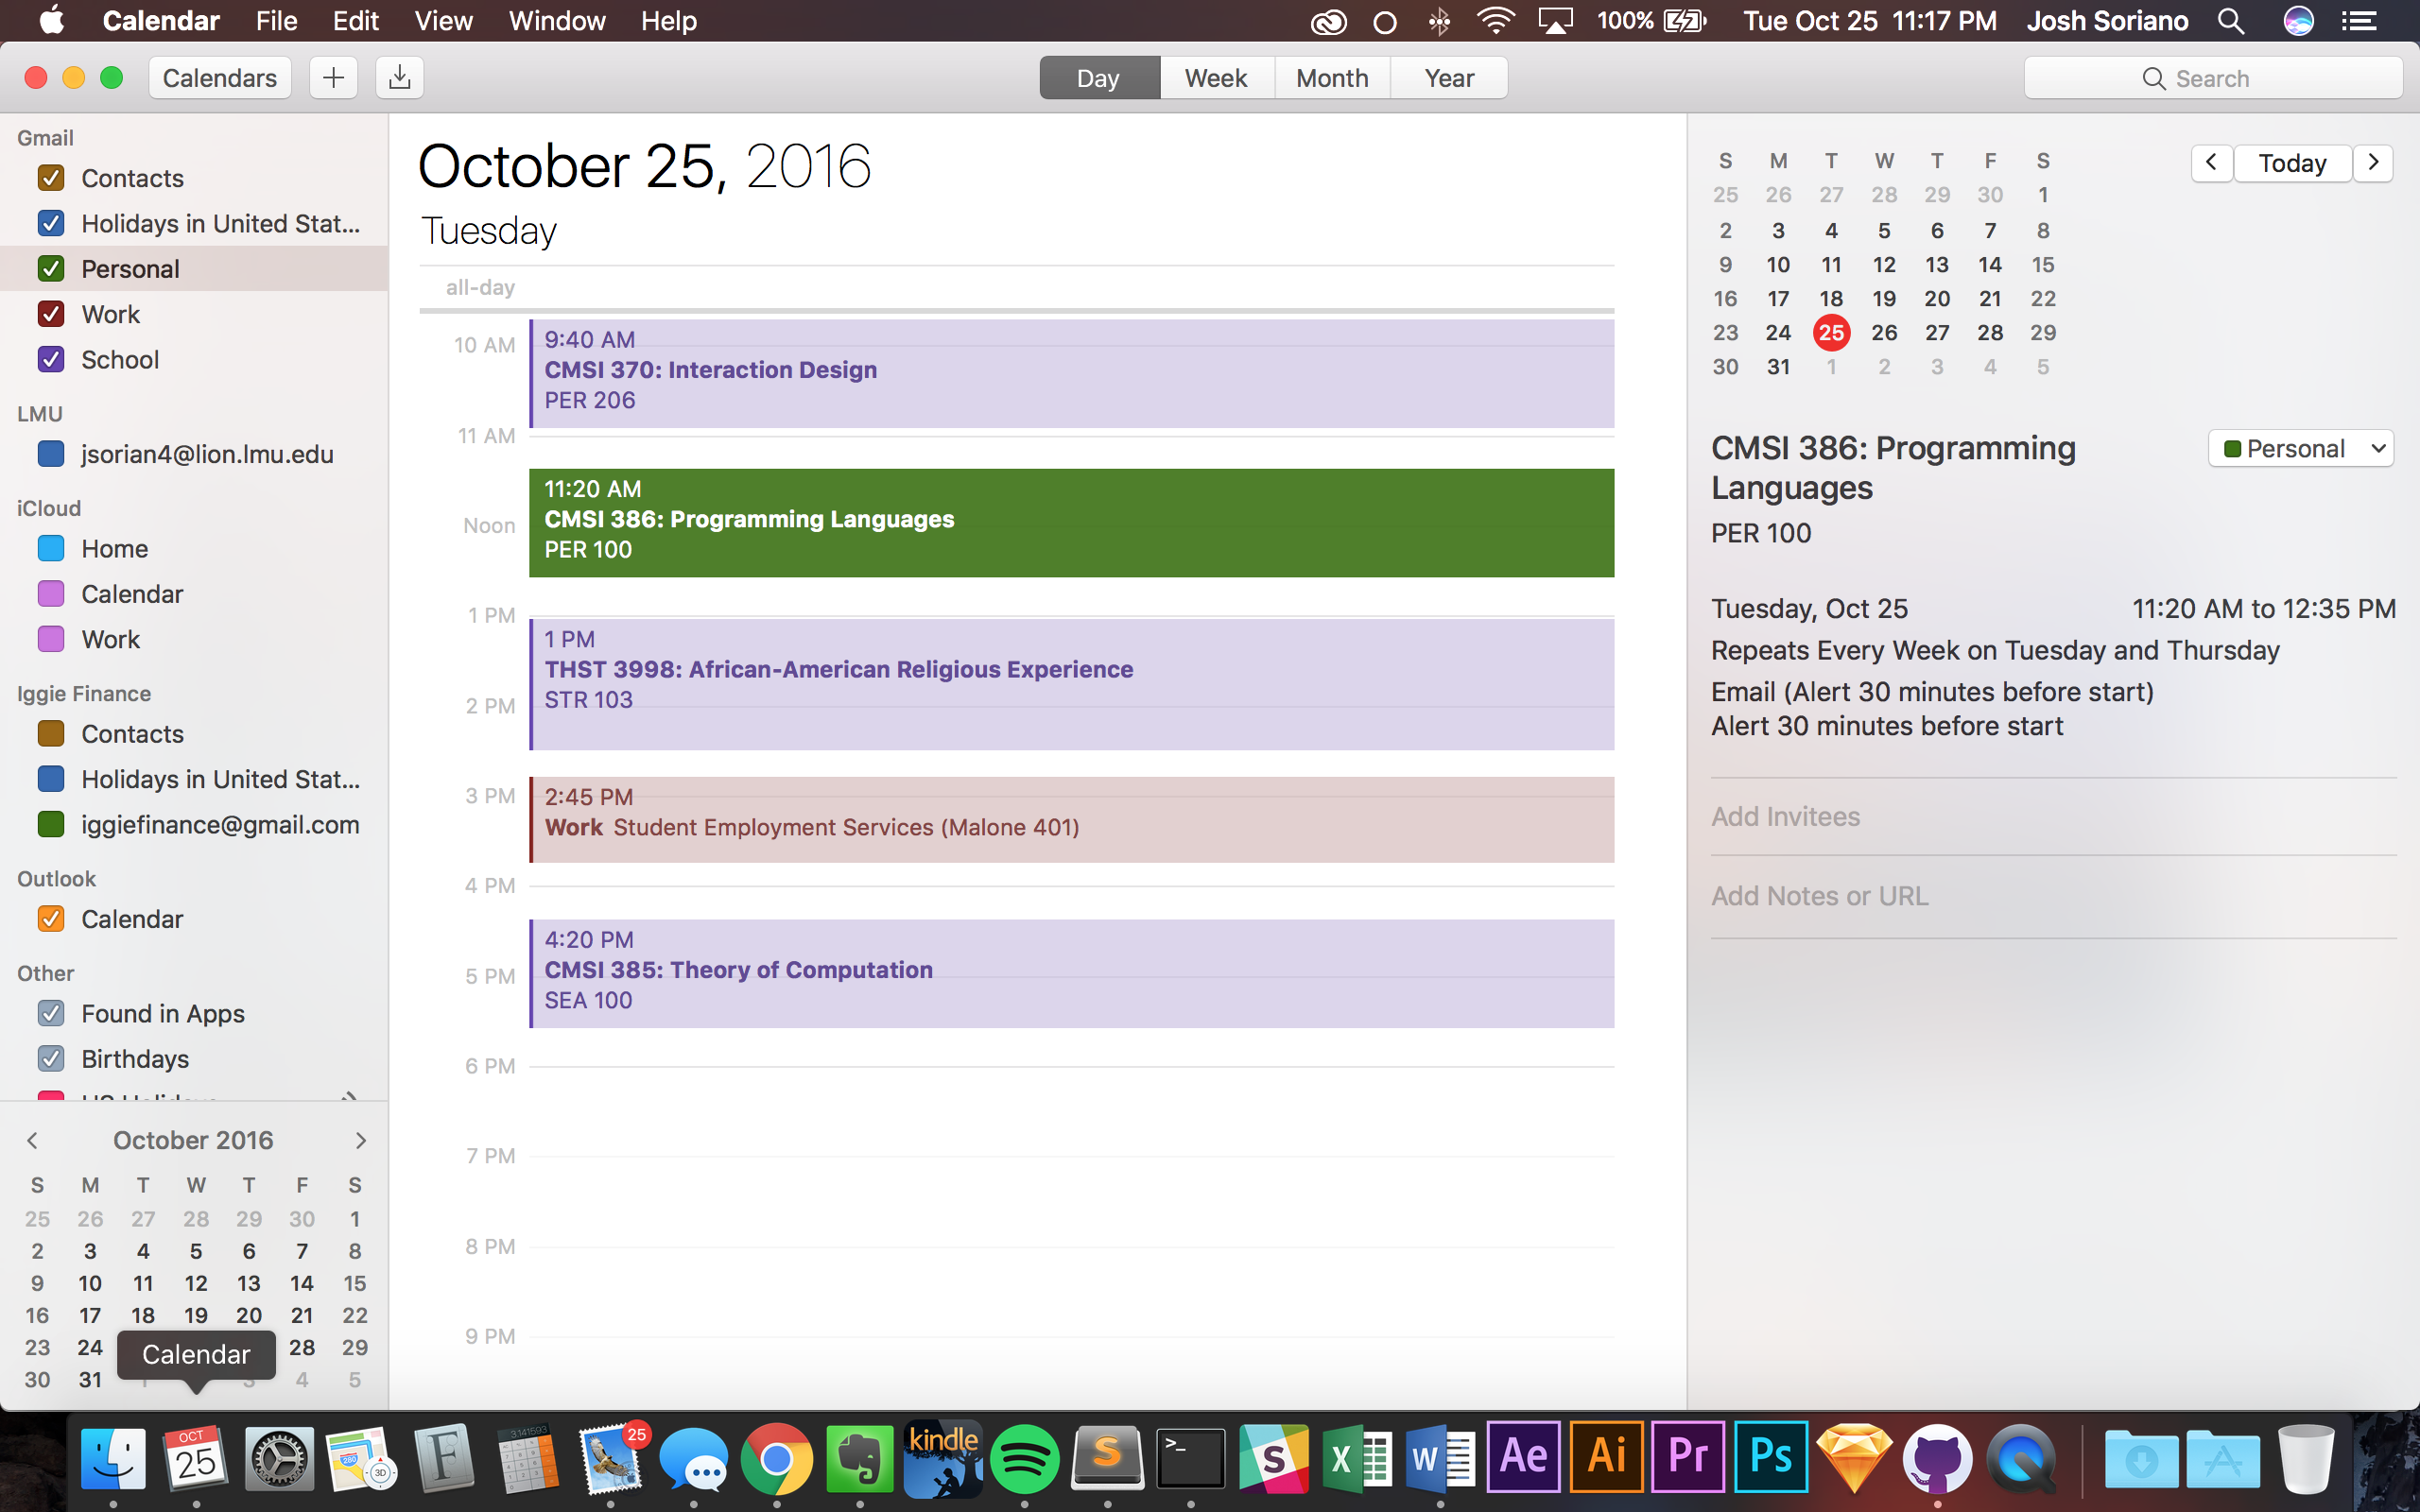 Calendar File Edit View Window Help 100% Tue Oct 25 11:17 PM Josh Soriano
Calendars Day Week Month Year Search
Gmail
Contacts
Holidays in United Stat...
Personal
Work
School
LMU
jsorian4@lion.lmu.edu
iCloud
Home
Calendar
Work
Iggie Finance
Contacts
Holidays in United Stat...
iggiefinance@gmail.com
Outlook
Calendar
Other
Found in Apps
Birthdays
October 2016
S M T W T F S
25 26 27 28 29 30 1
2 3 4 5 6 7 8
9 10 11 12 13 14 15
16 17 18 19 20 21 22
23 24 28 29
30 31 4 5
Calendar
October 25, 2016
Tuesday
all-day
10 AM
9:40 AM
CMSI 370: Interaction Design
PER 206
11 AM
11:20 AM
CMSI 386: Programming Languages
Noon
PER 100
1 PM
1 PM
THST 3998: African-American Religious Experience
STR 103
2 PM
3 PM
2:45 PM
Work Student Employment Services (Malone 401)
4 PM
4:20 PM
CMSI 385: Theory of Computation
5 PM
SEA 100
6 PM
7 PM
8 PM
9 PM
S M T W T F S
25 26 27 28 29 30 1
2 3 4 5 6 7 8
9 10 11 12 13 14 15
16 17 18 19 20 21 22
23 24 25 26 27 28 29
30 31 1 2 3 4 5
Today
CMSI 386: Programming
Languages
Personal
PER 100
Tuesday, Oct 25 11:20 AM to 12:35 PM
Repeats Every Week on Tuesday and Thursday
Email (Alert 30 minutes before start)
Alert 30 minutes before start
Add Invitees
Add Notes or URL
OCT
25
280
3D
F
3.141593
25
kindle
S
>_
S
X
W
Ae
Ai
Pr
Ps